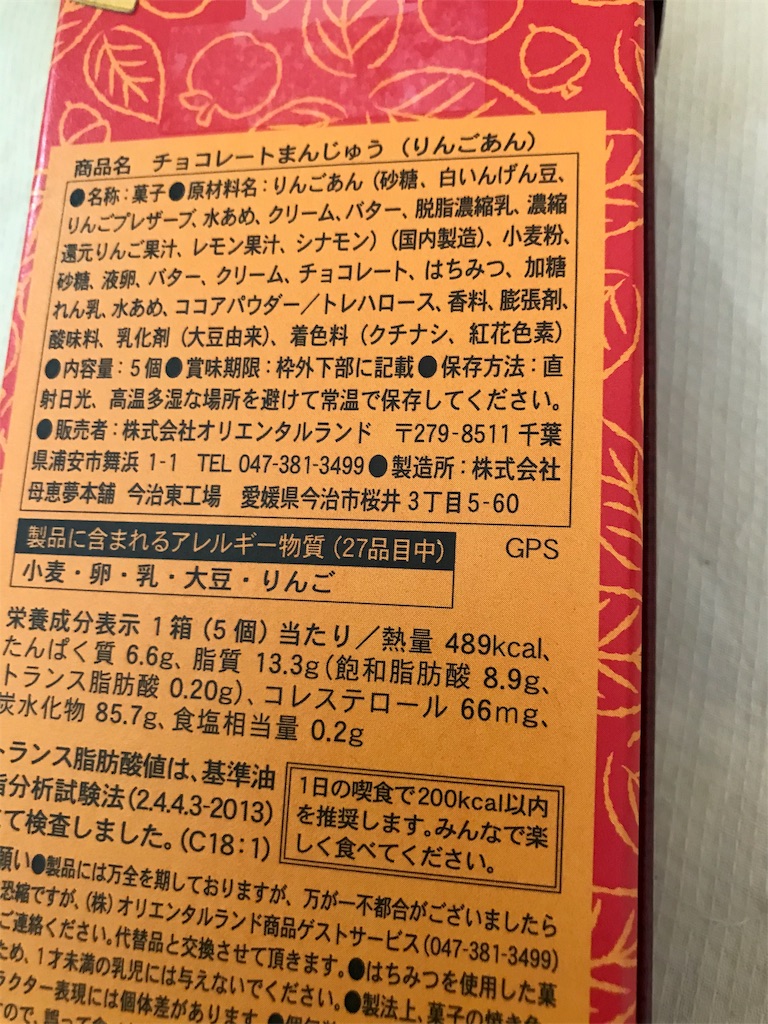 商品名 チョコレートまんじゅう（りんごあん）
●名称：菓子●原材料名：りんごあん（砂糖、白いんげん豆、
りんごプレザーブ、水あめ、クリーム、バター、脱脂濃縮乳、濃縮
還元りんご果汁、レモン果汁、シナモン）（国内製造）、小麦粉、
砂糖、液卵、バター、クリーム、チョコレート、はちみつ、加糖
れん乳、水あめ、ココアパウダー／トレハロース、香料、膨張剤、
酸味料、乳化剤（大豆由来）、着色料（クチナシ、紅花色素）
●内容量：5個●賞味期限：枠外下部に記載●保存方法：直
射日光、高温多湿な場所を避けて常温で保存してください。
●販売者：株式会社オリエンタルランド 〒279-8511 千葉
県浦安市舞浜 1-1 TEL 047-381-3499●製造所：株式会社
母恵夢本舗 今治東工場 愛媛県今治市桜井3丁目5-60
製品に含まれるアレルギー物質（27品目中）
GPS
小麦・卵・乳・大豆・りんご
栄養成分表示 1箱（5個）当たり／熱量 489kcal、
たんぱく質 6.6g、脂質 13.3g（飽和脂肪酸 8.9g、
トランス脂肪酸 0.20g）、コレステロール 66mg、
炭水化物 85.7g、食塩相当量 0.2g
トランス脂肪酸値は、基準油
脂分析試験法（2.4.4.3-2013）
て検査しました。（C18：1）
1日の喫食で200kcal以内
を推奨します。みんなで楽
しく食べてください。
願い●製品には万全を期しておりますが、万が一不都合がございましたら
恐縮ですが、（株）オリエンタルランド商品ゲストサービス（047-381-3499）
ご連絡ください。代替品と交換させて頂きます。●はちみつを使用した菓
ため、1才未満の乳児には与えないでください。●製法上、菓子の焼き色
ラクター表現には個体差があります。